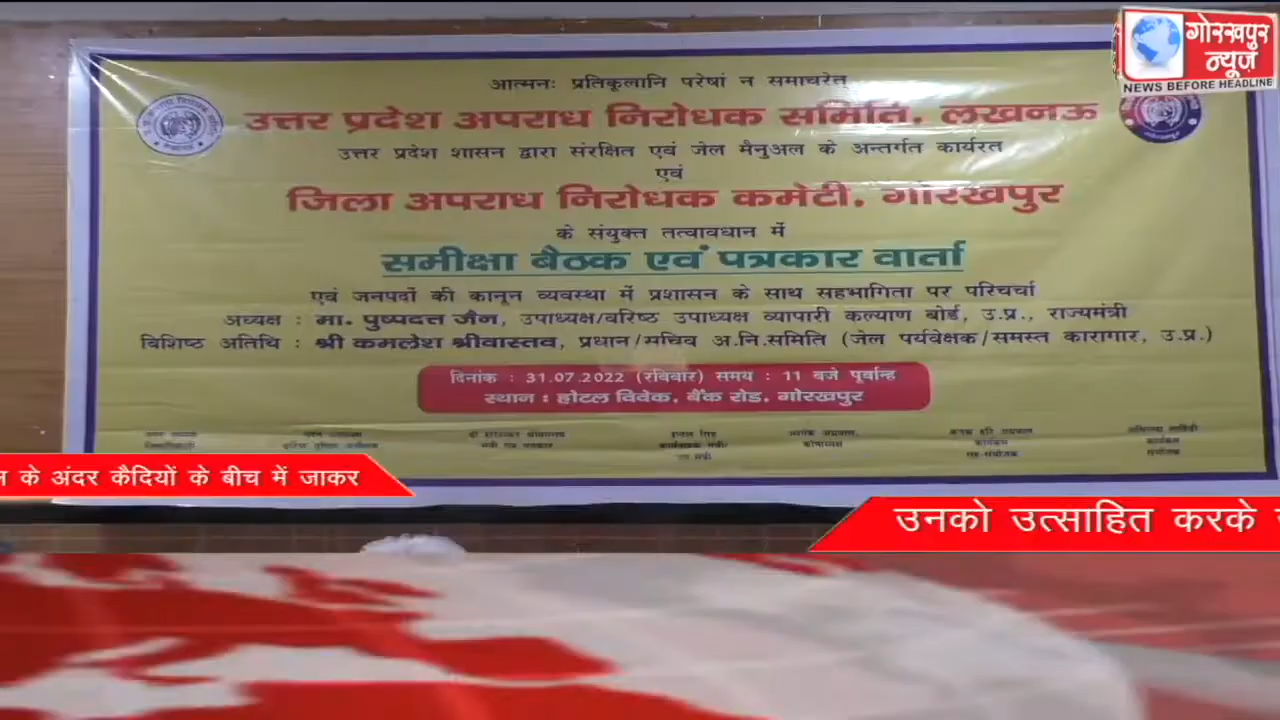 गोरखपुर
न्यूज़
NEWS BEFORE HEADLINE
आत्मनः प्रतिकूलानि परेषां न समाचरेत्
उत्तर प्रदेश अपराध निरोधक समिति, लखनऊ
उत्तर प्रदेश शासन द्वारा संरक्षित एवं जेल मैनुअल के अन्तर्गत कार्यरत
एवं
जिला अपराध निरोधक कमेटी, गोरखपुर
के संयुक्त तत्वावधान में
समीक्षा बैठक एवं पत्रकार वार्ता
एवं जनपदों की कानून व्यवस्था में प्रशासन के साथ सहभागिता पर परिचर्चा
अध्यक्ष : मा. पुष्पदत्त जैन, उपाध्यक्ष/वरिष्ठ उपाध्यक्ष व्यापारी कल्याण बोर्ड, उ.प्र., राज्यमंत्री
विशिष्ठ अतिथि : श्री कमलेश श्रीवास्तव, प्रधान/सचिव अ.नि.समिति (जेल पर्यवेक्षक/समस्त कारागार, उ.प्र.)
दिनांक : 31.07.2022 (रविवार) समय : 11 बजे पूर्वान्ह
स्थान : होटल विवेक, बैंक रोड, गोरखपुर
के अंदर कैदियों के बीच में जाकर
उनको उत्साहित करके